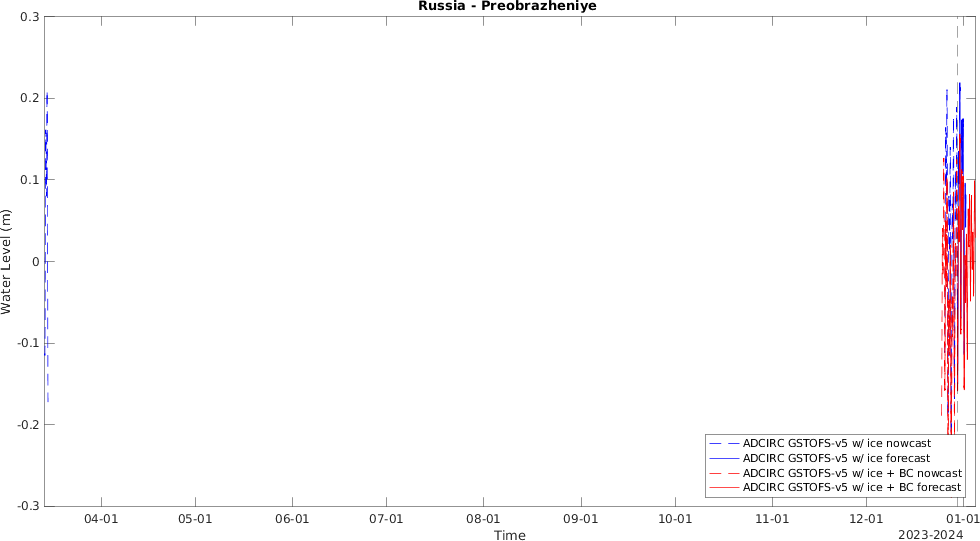 Russia - Preobrazheniye
0.3
0.2
0.1
0
-0.1
-0.2
-0.3
Water Level (m)
ADCIRC GSTOFS-v5 w/ ice nowcast
ADCIRC GSTOFS-v5 w/ ice forecast
ADCIRC GSTOFS-v5 w/ ice + BC nowcast
ADCIRC GSTOFS-v5 w/ ice + BC forecast
04-01 05-01 06-01 07-01 08-01 09-01 10-01 11-01 12-01 01-01
Time
2023-2024